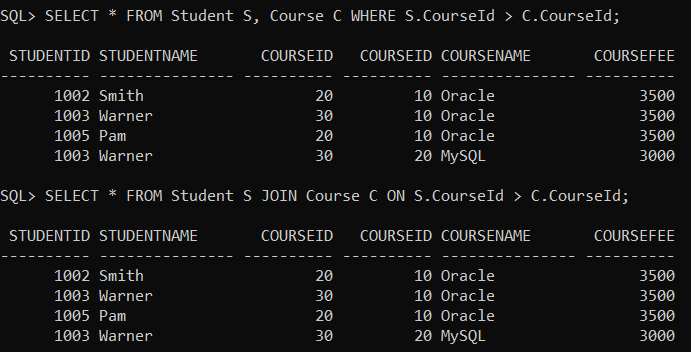 SQL> SELECT * FROM Student S, Course C WHERE S.CourseId > C.CourseId;
STUDENTID STUDENTNAME COURSEID COURSEID COURSENAME COURSEFEE
---------- --------------- ---------- ---------- --------------- ----------
1002 Smith 20 10 Oracle 3500
1003 Warner 30 10 Oracle 3500
1005 Pam 20 10 Oracle 3500
1003 Warner 30 20 MySQL 3000
SQL> SELECT * FROM Student S JOIN Course C ON S.CourseId > C.CourseId;
STUDENTID STUDENTNAME COURSEID COURSEID COURSENAME COURSEFEE
---------- --------------- ---------- ---------- --------------- ----------
1002 Smith 20 10 Oracle 3500
1003 Warner 30 10 Oracle 3500
1005 Pam 20 10 Oracle 3500
1003 Warner 30 20 MySQL 3000